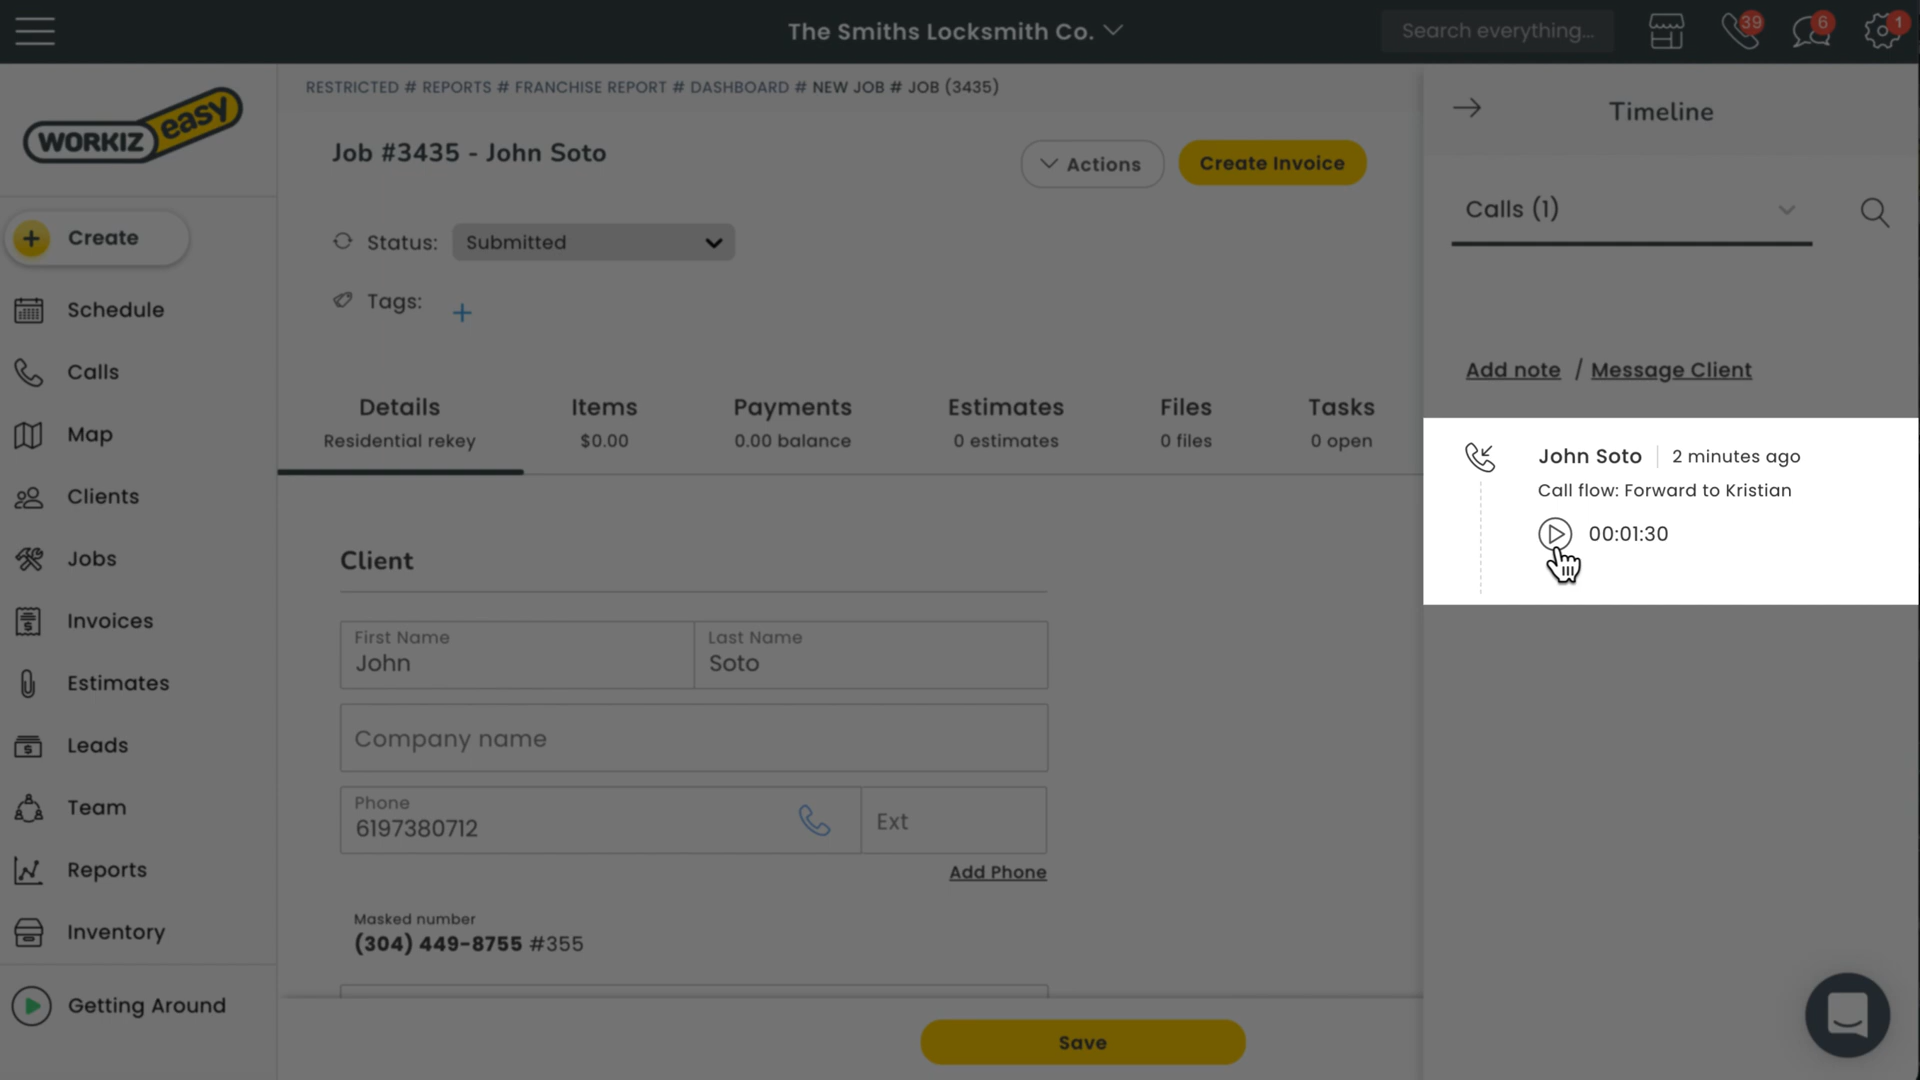 The Smiths Locksmith Co.
Search everything...
39
6
1
WORKIZ easy
Create
Schedule
Calls
Map
Clients
Jobs
Invoices
Estimates
Leads
Team
Reports
Inventory
Getting Around
RESTRICTED # REPORTS # FRANCHISE REPORT # DASHBOARD # NEW JOB # JOB (3435)
Job #3435 - John Soto
Actions
Create Invoice
Status: Submitted
Tags:
Details
Residential rekey
Items
$0.00
Payments
0.00 balance
Estimates
0 estimates
Files
0 files
Tasks
0 open
Client
First Name
John
Last Name
Soto
Company name
Phone
6197380712
Ext
Add Phone
Masked number
(304) 449-8755 #355
Save
Timeline
Calls (1)
Add note / Message Client
John Soto 2 minutes ago
Call flow: Forward to Kristian
00:01:30